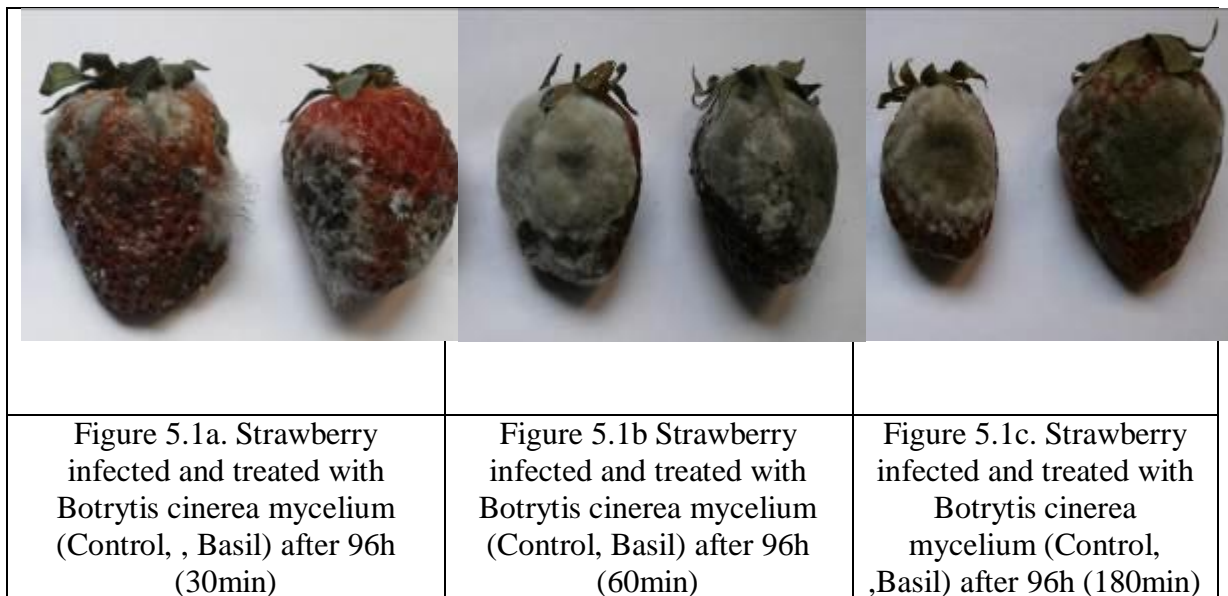 Figure 5.1a. Strawberry
infected and treated with
Botrytis cinerea mycelium
(Control, , Basil) after 96h
(30min)
Figure 5.1b Strawberry
infected and treated with
Botrytis cinerea mycelium
(Control, Basil) after 96h
(60min)
Figure 5.1c. Strawberry
infected and treated with
Botrytis cinerea
mycelium (Control,
,Basil) after 96h (180min)